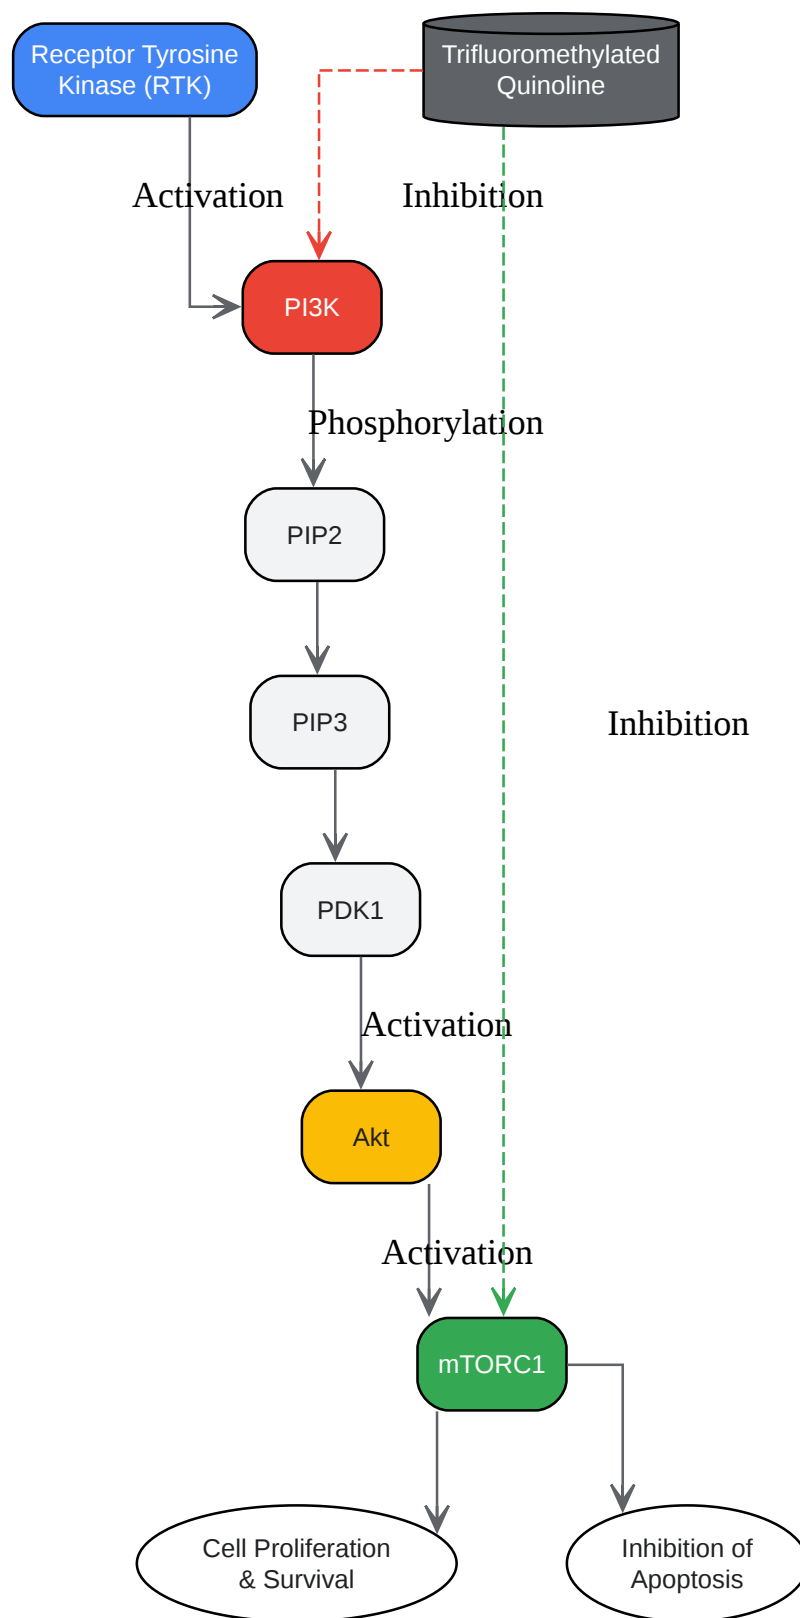 Receptor Tyrosine
Kinase (RTK)
Trifluoromethylated
Quinoline
Activation
Inhibition
PI3K
Phosphorylation
PIP2
PIP3
Inhibition
PDK1
Activation
Akt
Activation
mTORC1
Cell Proliferation
& Survival
Inhibition of
Apoptosis